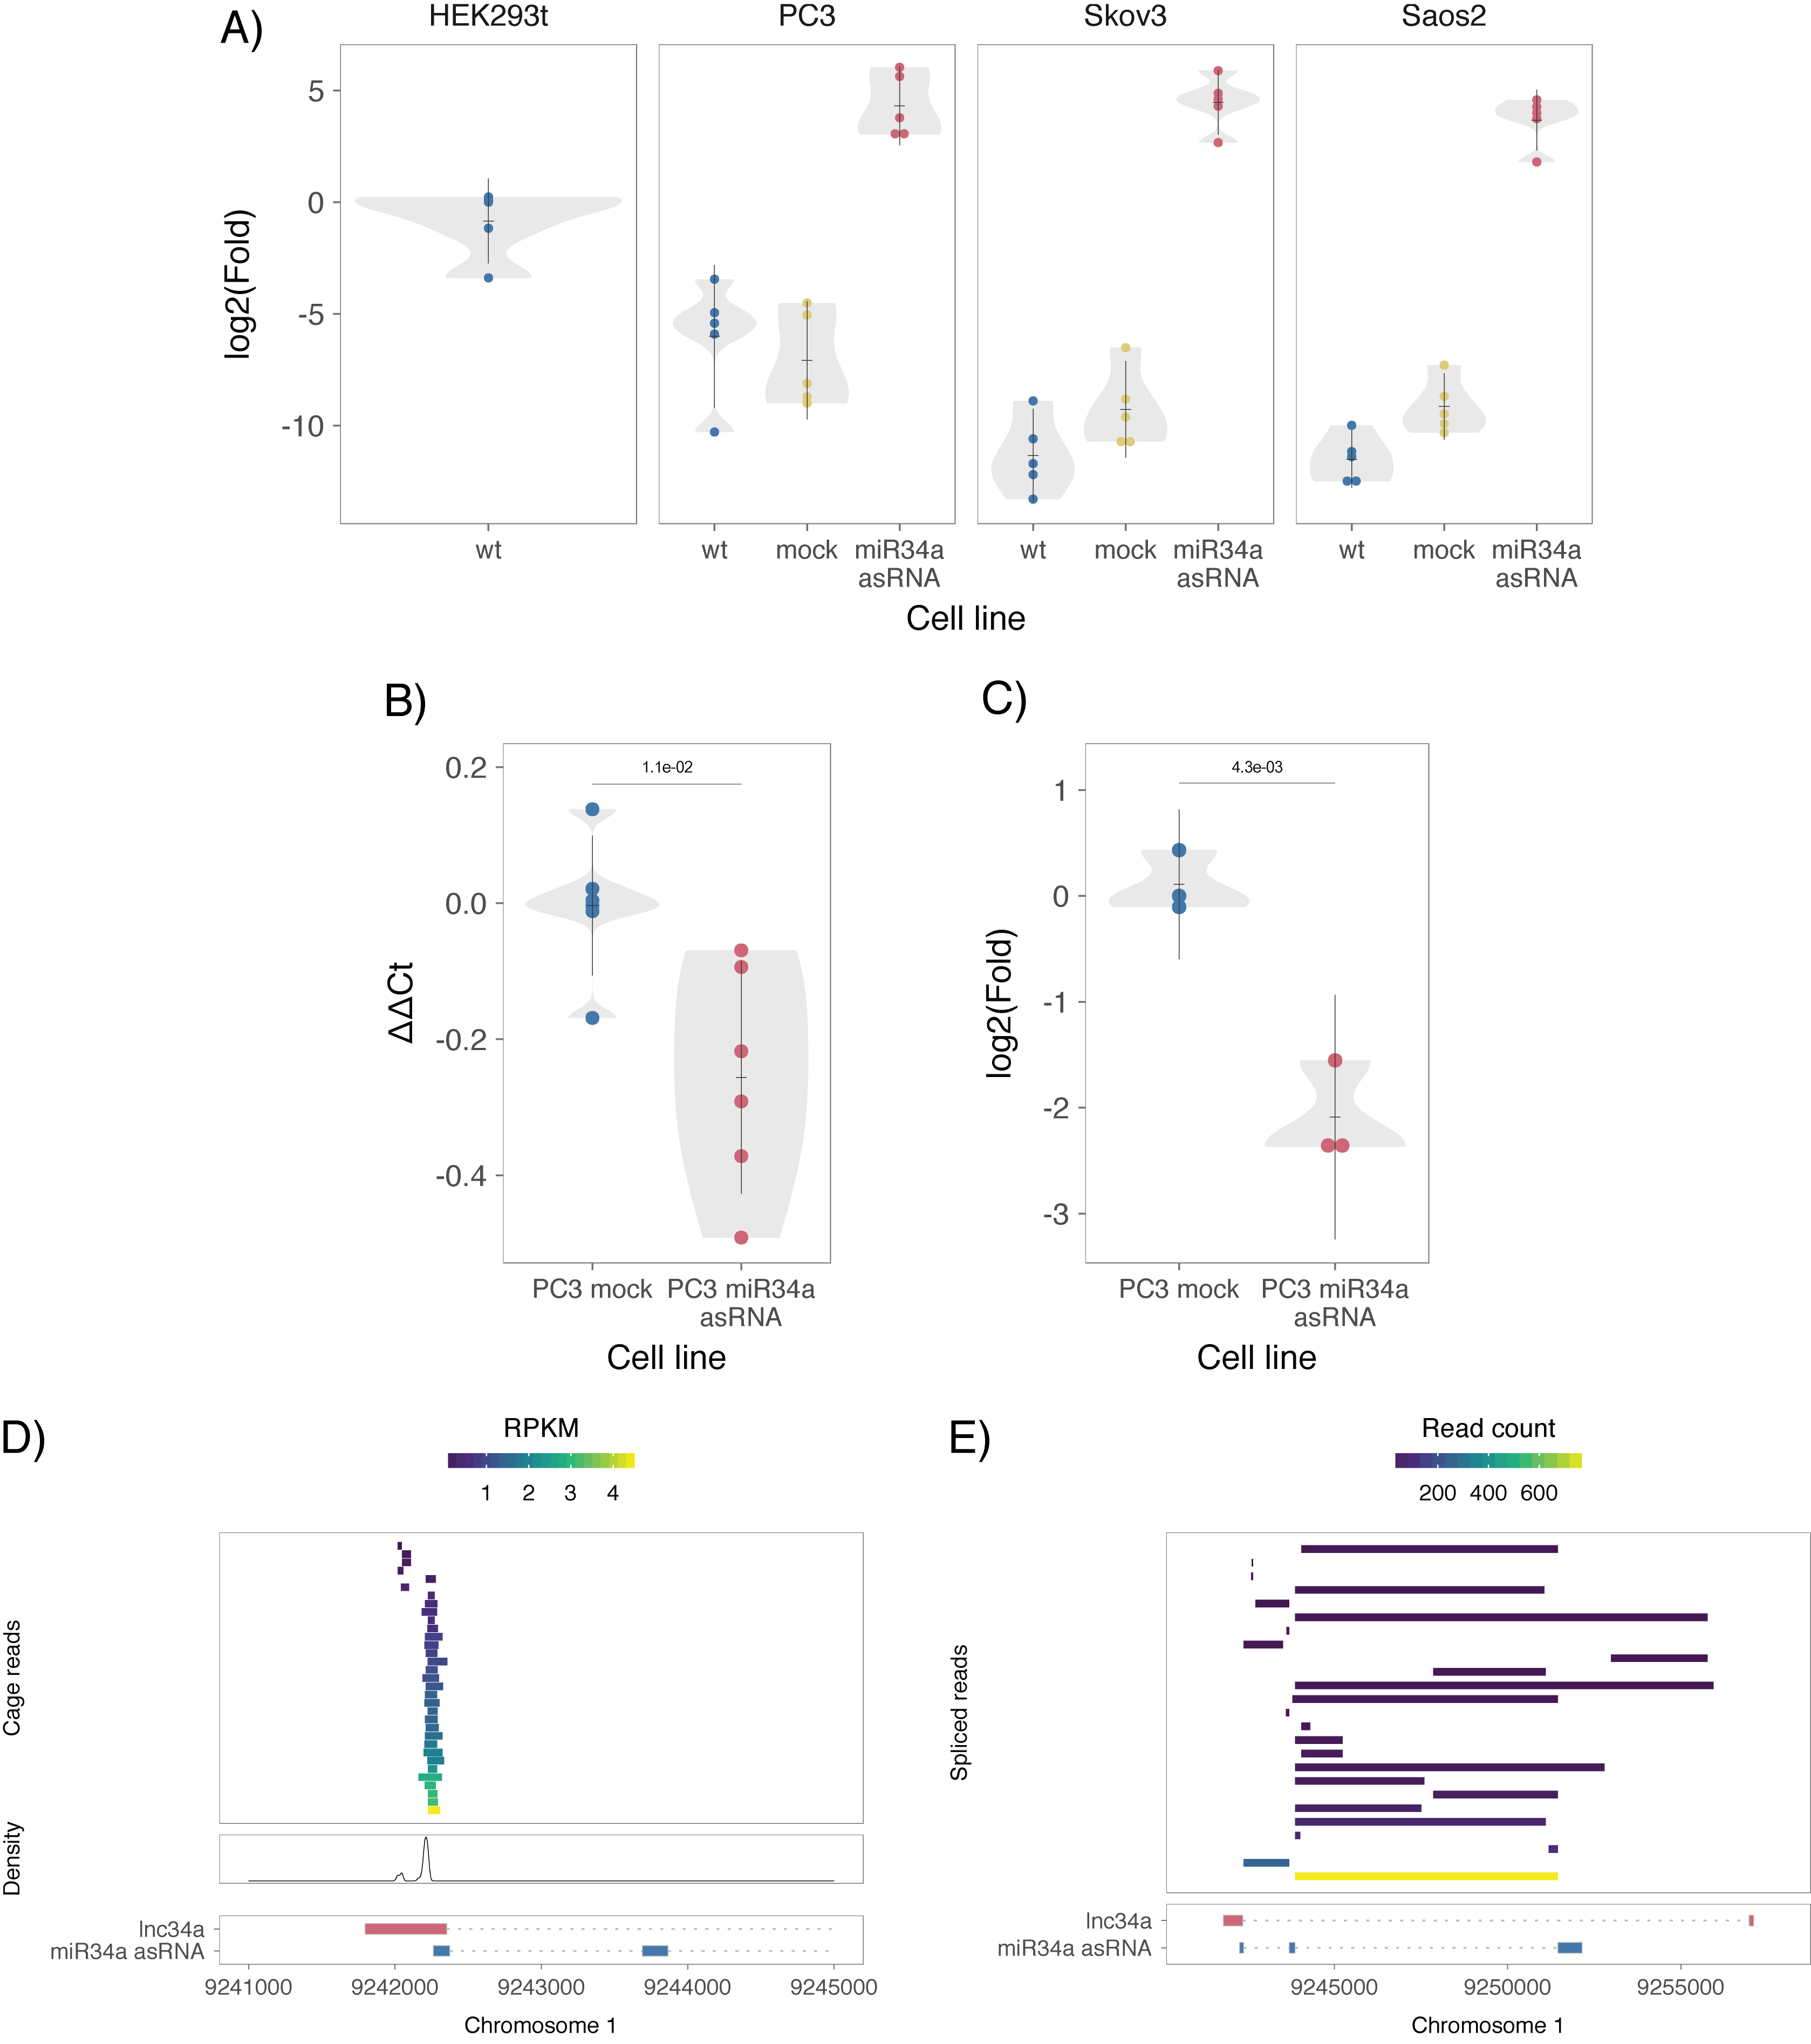 A)
HEK293t PC3 Skov3 Saos2
5
0
-5
-10
log2(Fold)
wt wt mock miR34a asRNA wt mock miR34a asRNA wt mock miR34a asRNA
Cell line
B)
0.2
0.0
-0.2
-0.4
ΔΔCt
1.1e-02
PC3 mock PC3 miR34a
asRNA
Cell line
C)
1
0
-1
-2
-3
log2(Fold)
4.3e-03
PC3 mock PC3 miR34a
asRNA
Cell line
D)
RPKM
1 2 3 4
Cage reads
Density
lnc34a
miR34a asRNA
9241000 9242000 9243000 9244000 9245000
Chromosome 1
E)
Read count
200 400 600
Spliced reads
lnc34a
miR34a asRNA
9245000 9250000 9255000
Chromosome 1